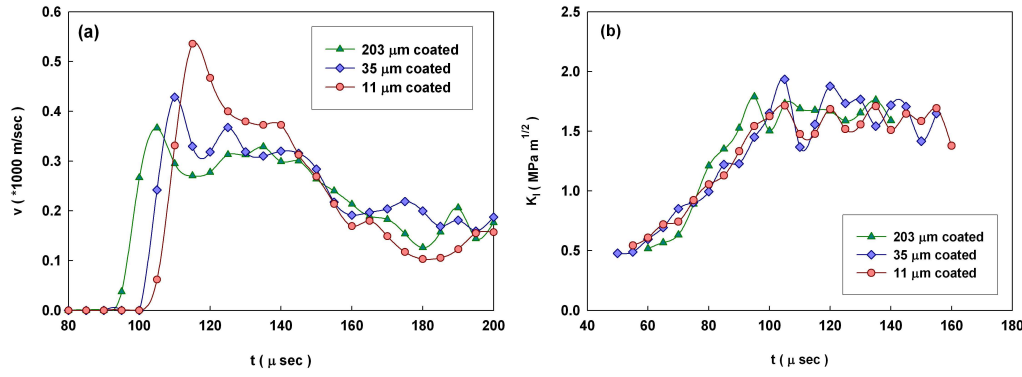 (a)
203 μm coated
35 μm coated
11 μm coated
v ( *1000 m/sec )
0.6
0.5
0.4
0.3
0.2
0.1
0.0
80 100 120 140 160 180 200
t ( μ sec )
(b)
203 μm coated
35 μm coated
11 μm coated
K_I ( MPa m^1/2 )
2.5
2.0
1.5
1.0
0.5
0.0
40 60 80 100 120 140 160 180
t ( μ sec )